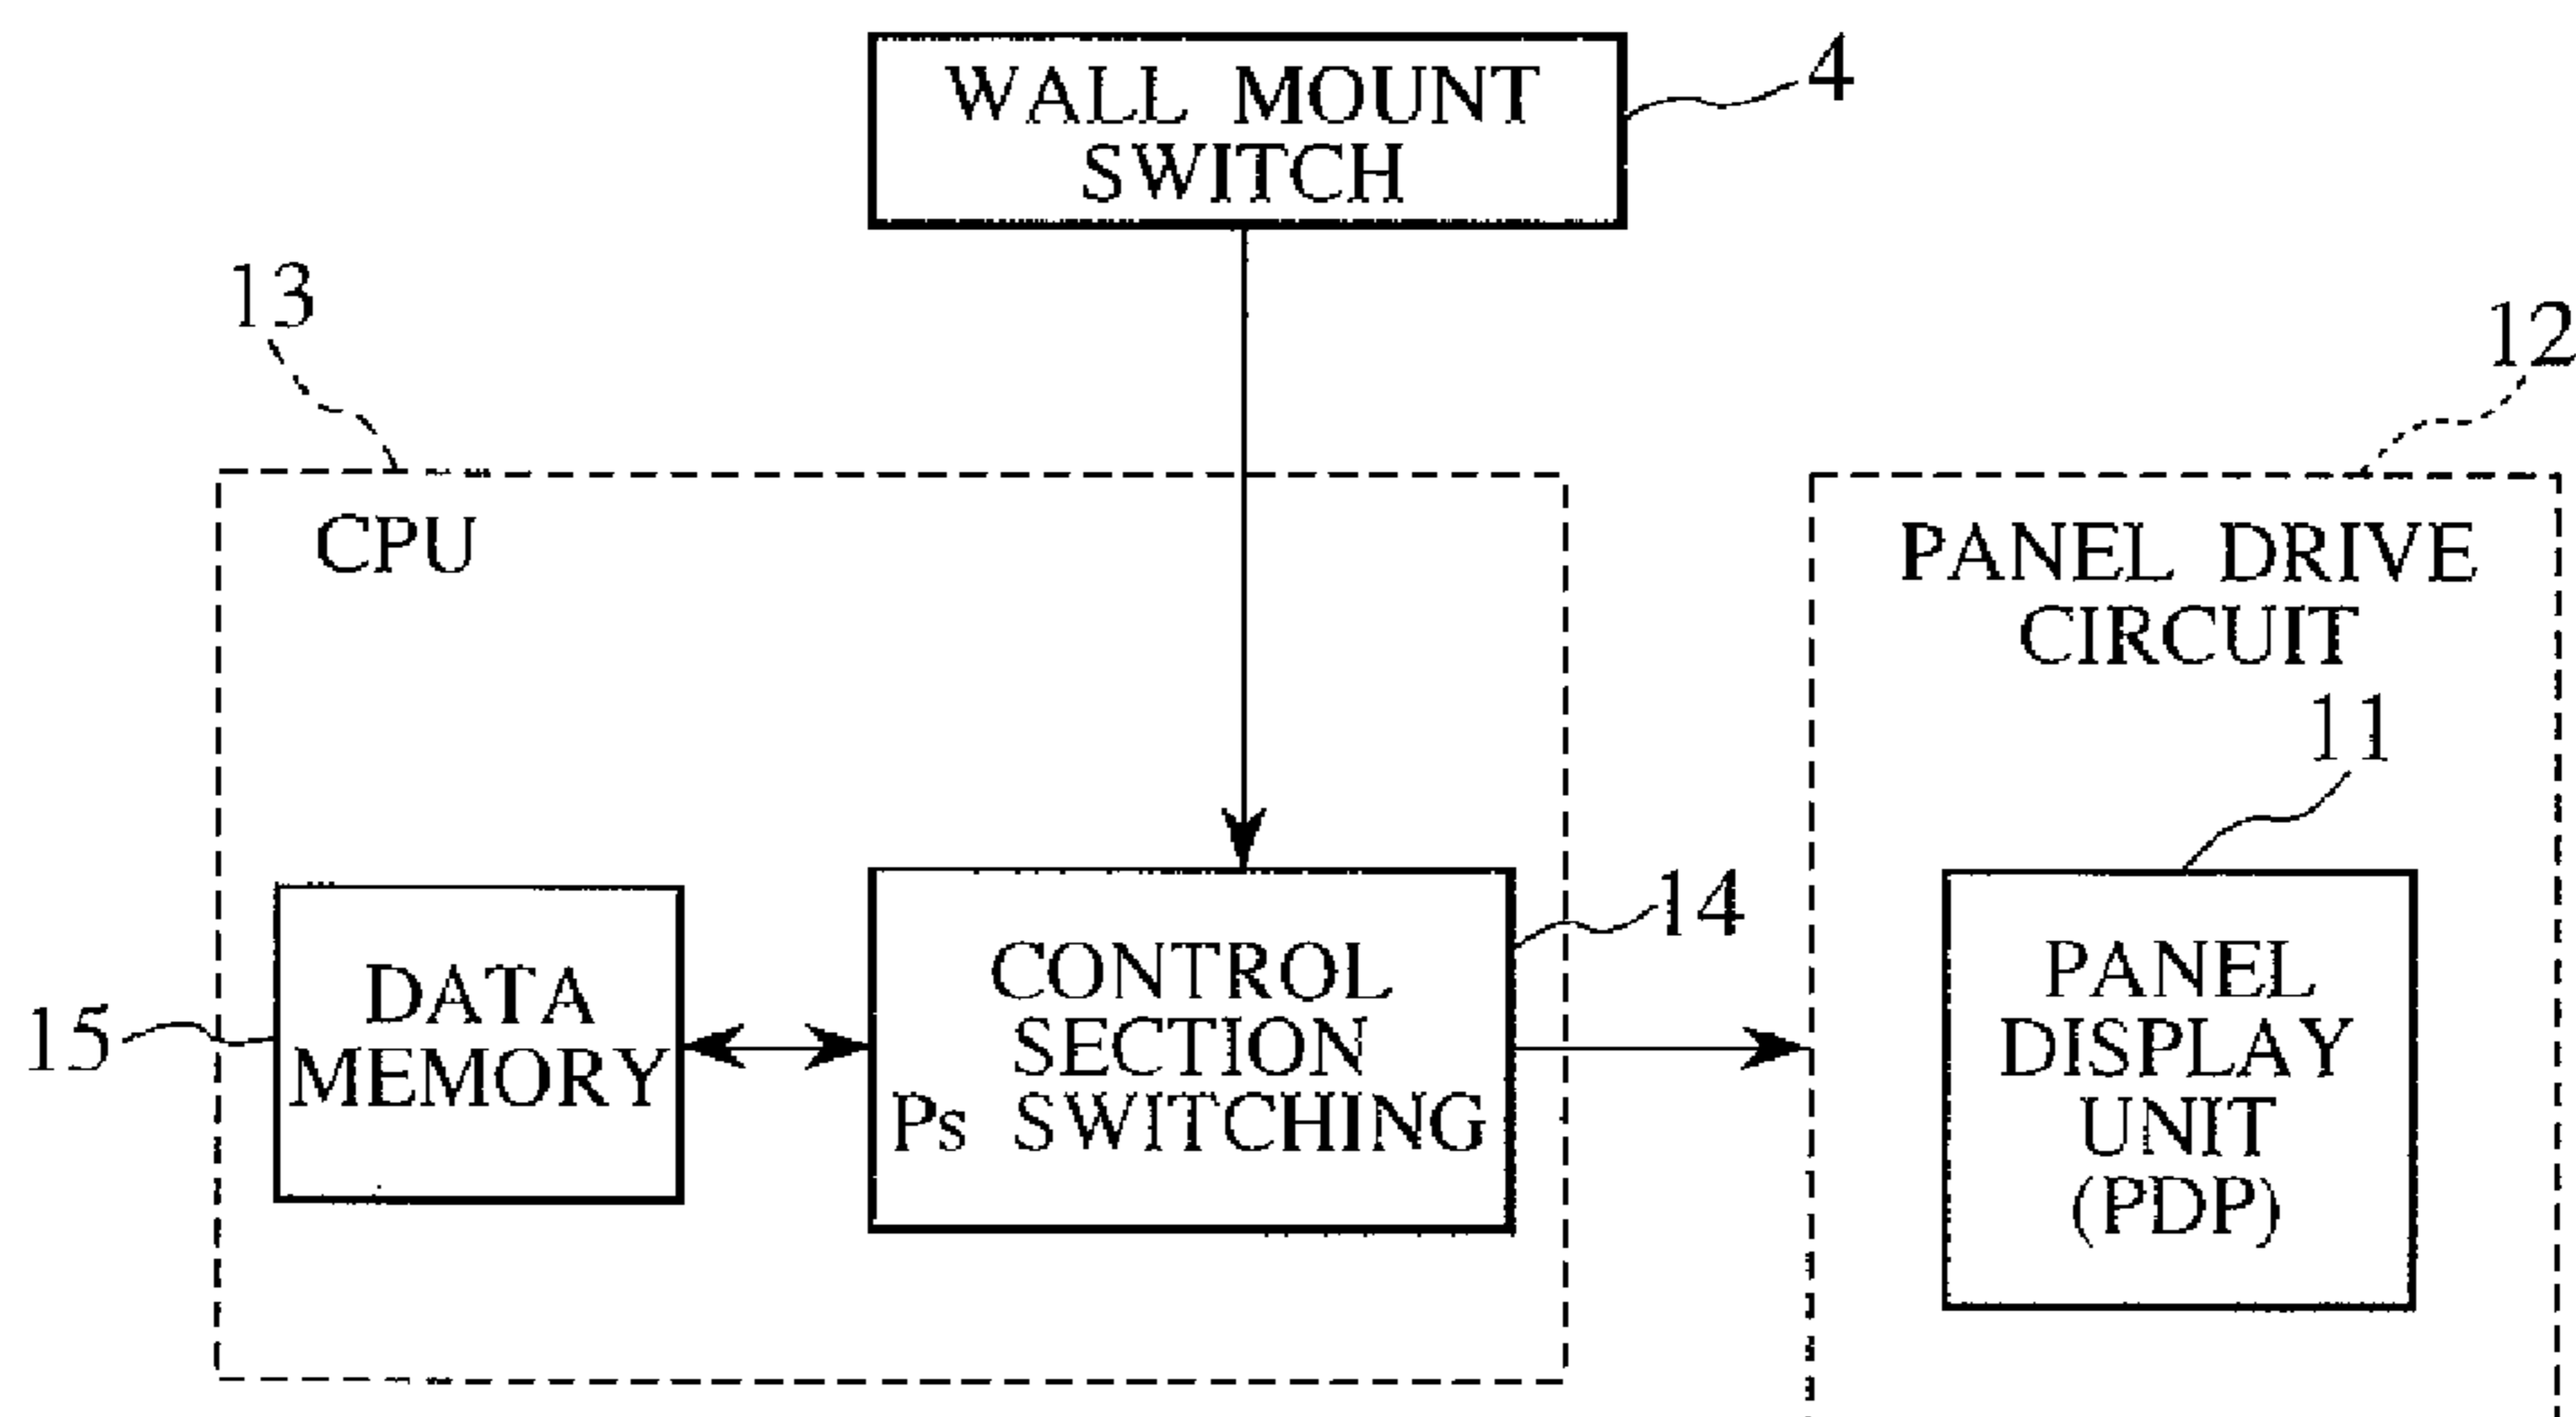 WALL MOUNT
SWITCH
4
13
12
CPU
PANEL DRIVE
CIRCUIT
11
14
15
DATA
MEMORY
CONTROL
SECTION
Ps SWITCHING
PANEL
DISPLAY
UNIT
(PDP)